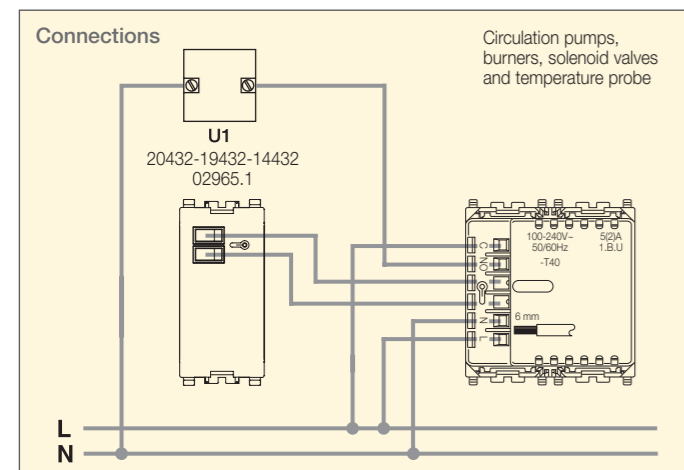 Connections
Circulation pumps,
burners, solenoid valves
and temperature probe
U1
20432-19432-14432
02965.1
100-240V~ 5(2)A
50/60Hz 1.B.U
-T40
C
NO
6 mm
N
L
L
N